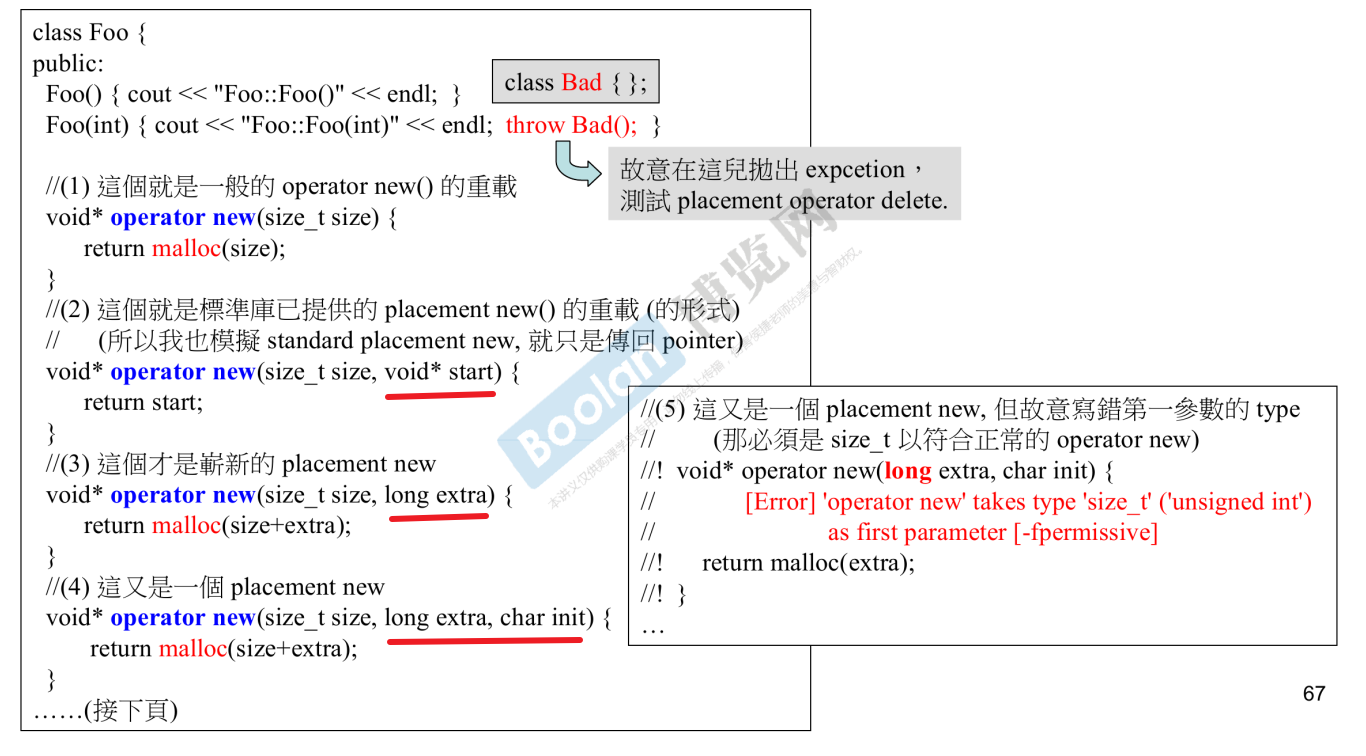 class Foo {
public:
Foo() { cout << "Foo::Foo()" << endl; }
class Bad { };
Foo(int) { cout << "Foo::Foo(int)" << endl; throw Bad(); }
故意在這兒拋出 expcetion，
測試 placement operator delete.
//(1) 這個就是一般的 operator new() 的重載
void* operator new(size_t size) {
return malloc(size);
}
//(2) 這個就是標準庫已提供的 placement new() 的重載 (的形式)
// (所以我也模擬 standard placement new, 就只是傳回 pointer)
void* operator new(size_t size, void* start) {
return start;
}
//(3) 這個才是嶄新的 placement new
void* operator new(size_t size, long extra) {
return malloc(size+extra);
}
//(4) 這又是一個 placement new
void* operator new(size_t size, long extra, char init) {
return malloc(size+extra);
}
……(接下頁)
//(5) 這又是一個 placement new, 但故意寫錯第一參數的 type
// (那必須是 size_t 以符合正常的 operator new)
//! void* operator new(long extra, char init) {
// [Error] 'operator new' takes type 'size_t' ('unsigned int')
// as first parameter [-fpermissive]
//! return malloc(extra);
//! }
…
Boolan 博览网
67